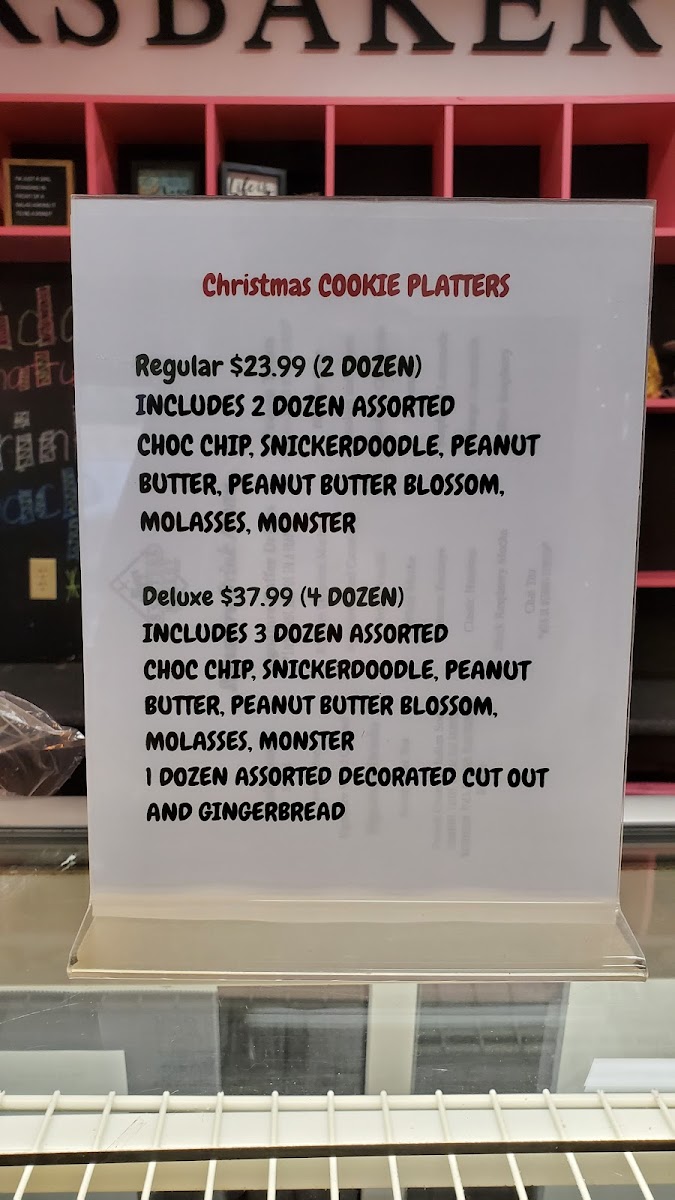 RSBAKER
Christmas COOKIE PLATTERS
Regular $23.99 (2 DOZEN)
INCLUDES 2 DOZEN ASSORTED
CHOC CHIP, SNICKERDOODLE, PEANUT
BUTTER, PEANUT BUTTER BLOSSOM,
MOLASSES, MONSTER
Deluxe $37.99 (4 DOZEN)
INCLUDES 3 DOZEN ASSORTED
CHOC CHIP, SNICKERDOODLE, PEANUT
BUTTER, PEANUT BUTTER BLOSSOM,
MOLASSES, MONSTER
1 DOZEN ASSORTED DECORATED CUT OUT
AND GINGERBREAD